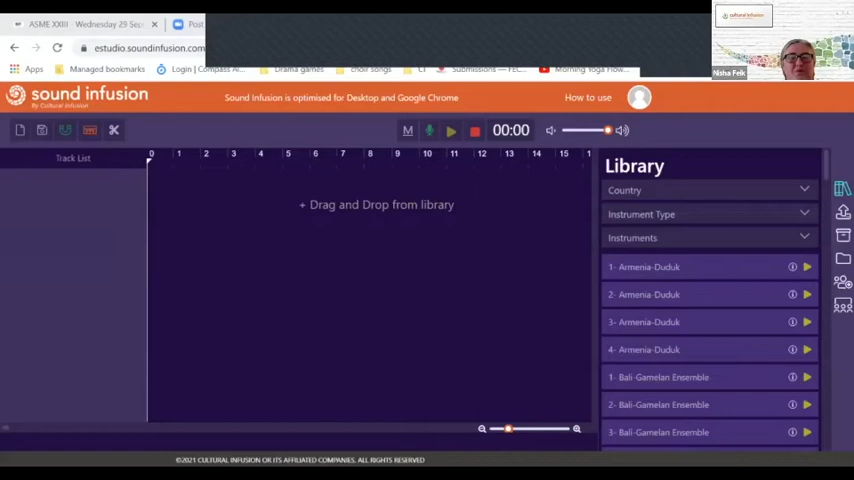 ASME XXIII - Wednesday 29 Sep
Post
estudio.soundinfusion.com
cultural infusion
Nisha Feik
Apps
Managed bookmarks
Login | Compass
Drama games
choir songs
Submissions — FEC...
Morning Yoga Flow
sound infusion
By Cultural Infusion
Sound Infusion is optimised for Desktop and Google Chrome
How to use
M
00:00
Track List
0 1 2 3 4 5 6 7 8 9 10 11 12 13 14 15
+ Drag and Drop from library
Library
Country
Instrument Type
Instruments
1- Armenia-Duduk
2- Armenia-Duduk
3- Armenia-Duduk
4- Armenia-Duduk
1- Bali-Gamelan Ensemble
2- Bali-Gamelan Ensemble
3- Bali-Gamelan Ensemble
©2021 CULTURAL INFUSION OR ITS AFFILIATED COMPANIES. ALL RIGHTS RESERVED